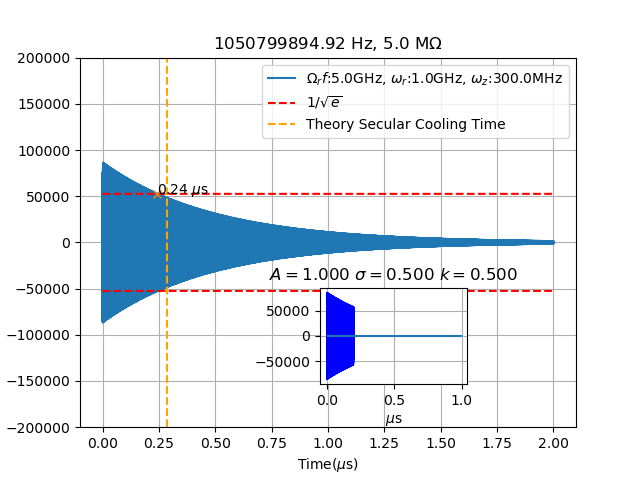 1050799894.92 Hz, 5.0 MΩ
200000
150000
100000
50000
0
−50000
−100000
−150000
−200000
Ω_r f:5.0GHz, ω_r:1.0GHz, ω_z:300.0MHz
1/√e
Theory Secular Cooling Time
0.24 μs
A = 1.000 σ = 0.500 k = 0.500
50000
0
−50000
0.0 0.5 1.0
μs
0.00 0.25 0.50 0.75 1.00 1.25 1.50 1.75 2.00
Time(μs)